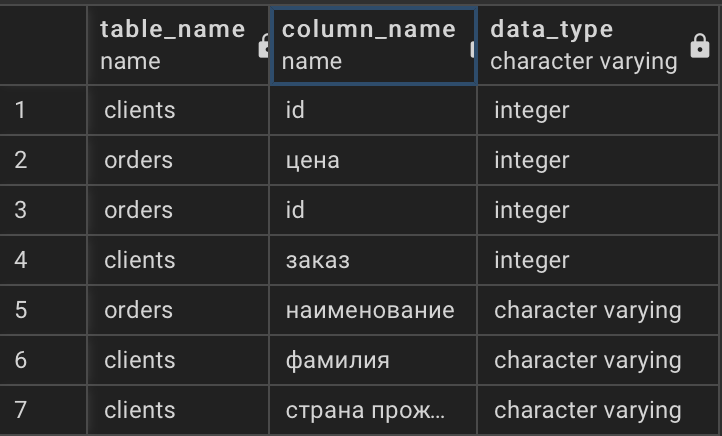 table_name column_name data_type
name name character varying
1 clients id integer
2 orders цена integer
3 orders id integer
4 clients заказ integer
5 orders наименование character varying
6 clients фамилия character varying
7 clients страна прож... character varying